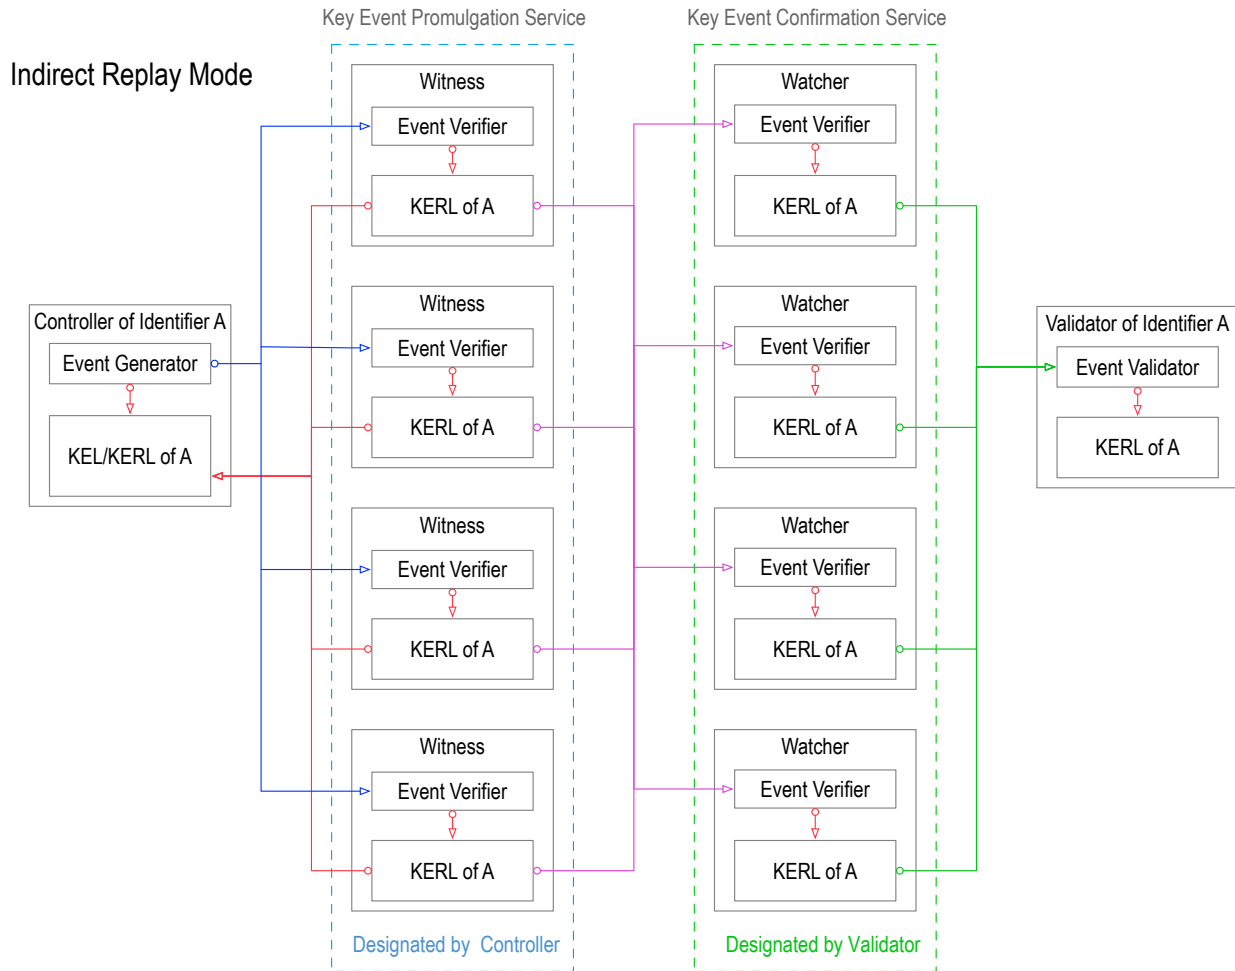 Key Event Promulgation Service
Key Event Confirmation Service
Indirect Replay Mode
Witness
Event Verifier
KERL of A
Watcher
Event Verifier
KERL of A
Controller of Identifier A
Event Generator
KEL/KERL of A
Witness
Event Verifier
KERL of A
Watcher
Event Verifier
KERL of A
Validator of Identifier A
Event Validator
KERL of A
Witness
Event Verifier
KERL of A
Watcher
Event Verifier
KERL of A
Witness
Event Verifier
KERL of A
Watcher
Event Verifier
KERL of A
Designated by Controller
Designated by Validator